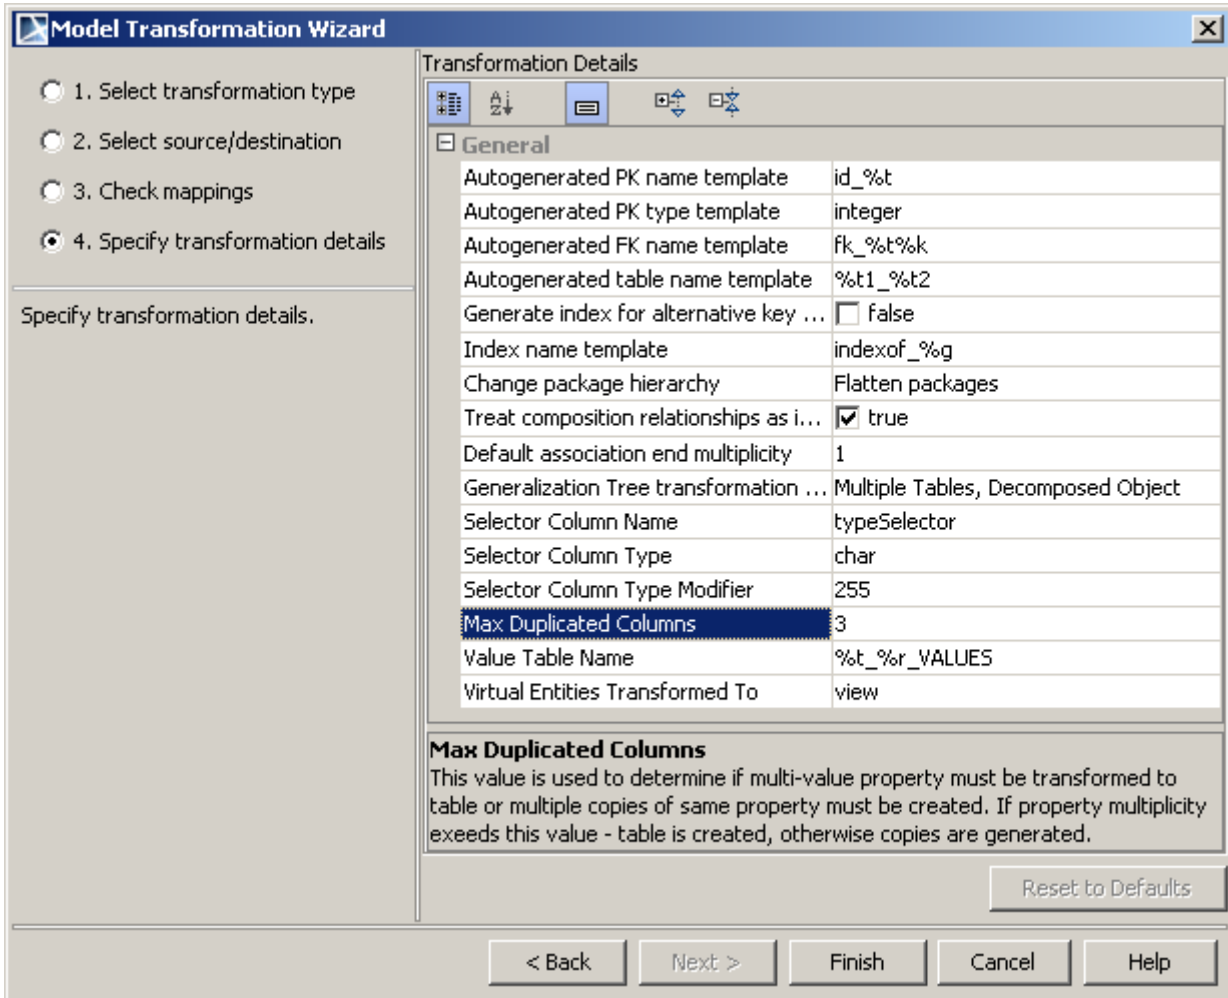 Model Transformation Wizard
1. Select transformation type
2. Select source/destination
3. Check mappings
4. Specify transformation details
Specify transformation details.
Transformation Details
General
Autogenerated PK name template id_%t
Autogenerated PK type template integer
Autogenerated FK name template fk_%t%k
Autogenerated table name template %t1_%t2
Generate index for alternative key ... false
Index name template indexof_%g
Change package hierarchy Flatten packages
Treat composition relationships as i... true
Default association end multiplicity 1
Generalization Tree transformation ... Multiple Tables, Decomposed Object
Selector Column Name typeSelector
Selector Column Type char
Selector Column Type Modifier 255
Max Duplicated Columns 3
Value Table Name %t_%r_VALUES
Virtual Entities Transformed To view
Max Duplicated Columns
This value is used to determine if multi-value property must be transformed to
table or multiple copies of same property must be created. If property multiplicity
exeeds this value - table is created, otherwise copies are generated.
Reset to Defaults
< Back Next > Finish Cancel Help